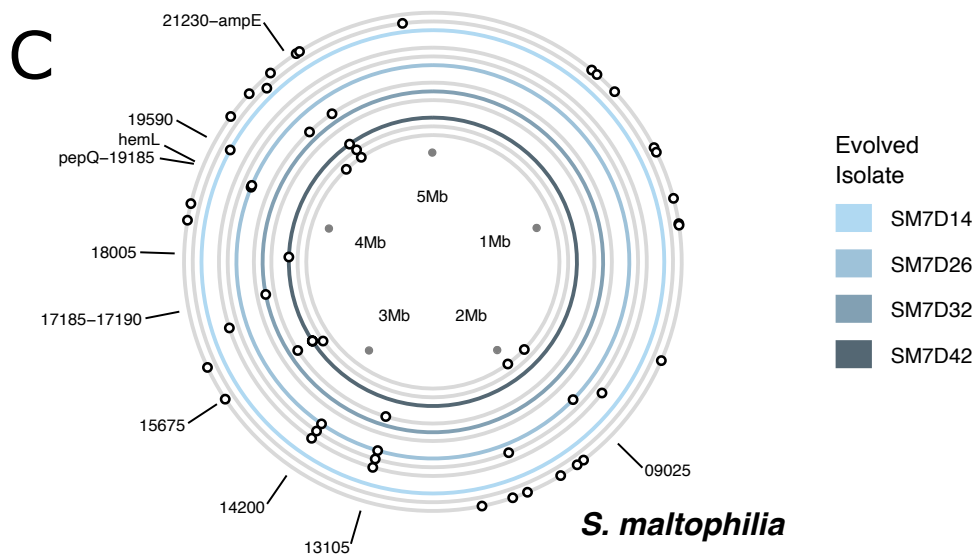 C
21230−ampE
19590
hemL
pepQ−19185
18005
17185−17190
15675
14200
13105
09025
5Mb
4Mb
1Mb
3Mb
2Mb
S. maltophilia
Evolved
Isolate
SM7D14
SM7D26
SM7D32
SM7D42